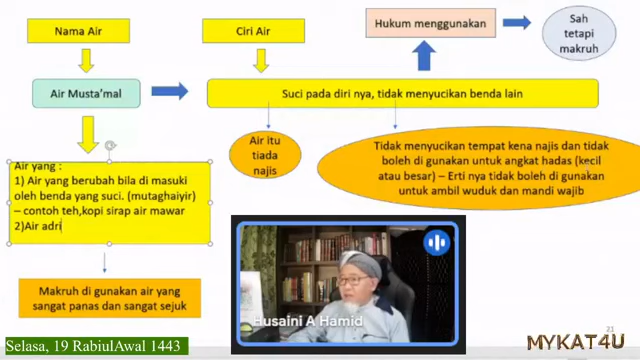 Nama Air
Ciri Air
Hukum menggunakan
Sah
tetapi
makruh
Air Musta’mal
Suci pada diri nya, tidak menyucikan benda lain
Air yang :
1) Air yang berubah bila di masuki
oleh benda yang suci. (mutaghaiyir)
– contoh teh,kopi sirap air mawar
2)Air adri
Air itu
tiada
najis
Tidak menyucikan tempat kena najis dan tidak
boleh di gunakan untuk angkat hadas (kecil
atau besar) – Erti nya tidak boleh di gunakan
untuk ambil wuduk dan mandi wajib
Makruh di gunakan air yang
sangat panas dan sangat sejuk
Husaini A Hamid
21
MYKAT4U
Selasa, 19 RabiulAwal 1443